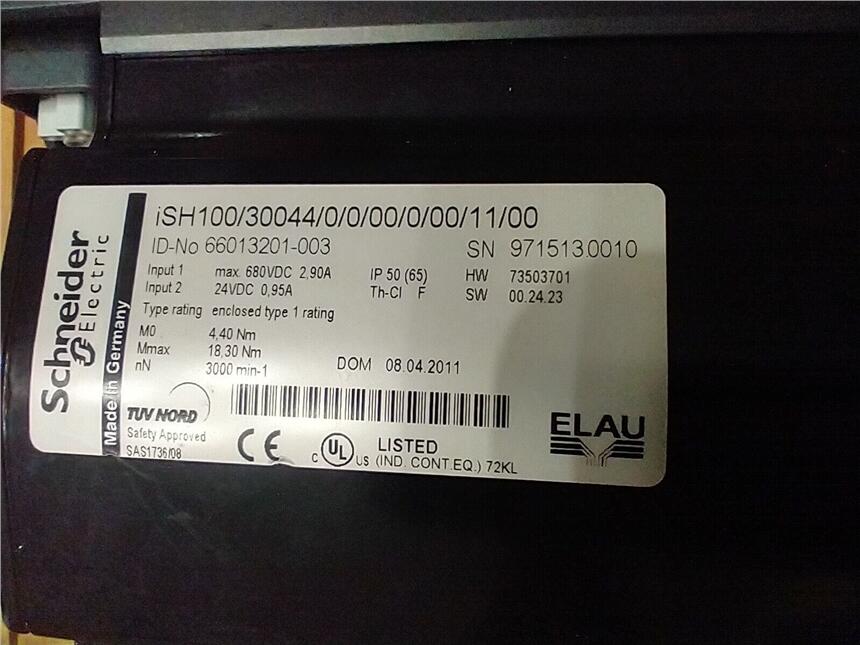 Schneider
Electric
Made in Germany
iSH100/30044/0/0/00/0/00/11/00
ID-No 66013201-003 SN 971513.0010
Input 1 max. 680VDC 2,90A IP 50 (65) HW 73503701
Input 2 24VDC 0,95A Th-Cl F SW 00.24.23
Type rating enclosed type 1 rating
M0 4,40 Nm
Mmax 18,30 Nm
nN 3000 min-1 DOM 08.04.2011
TÜV NORD
Safety Approved
SAS1736/08
CE
c UL US LISTED
(IND. CONT.EQ.) 72KL
ELAU